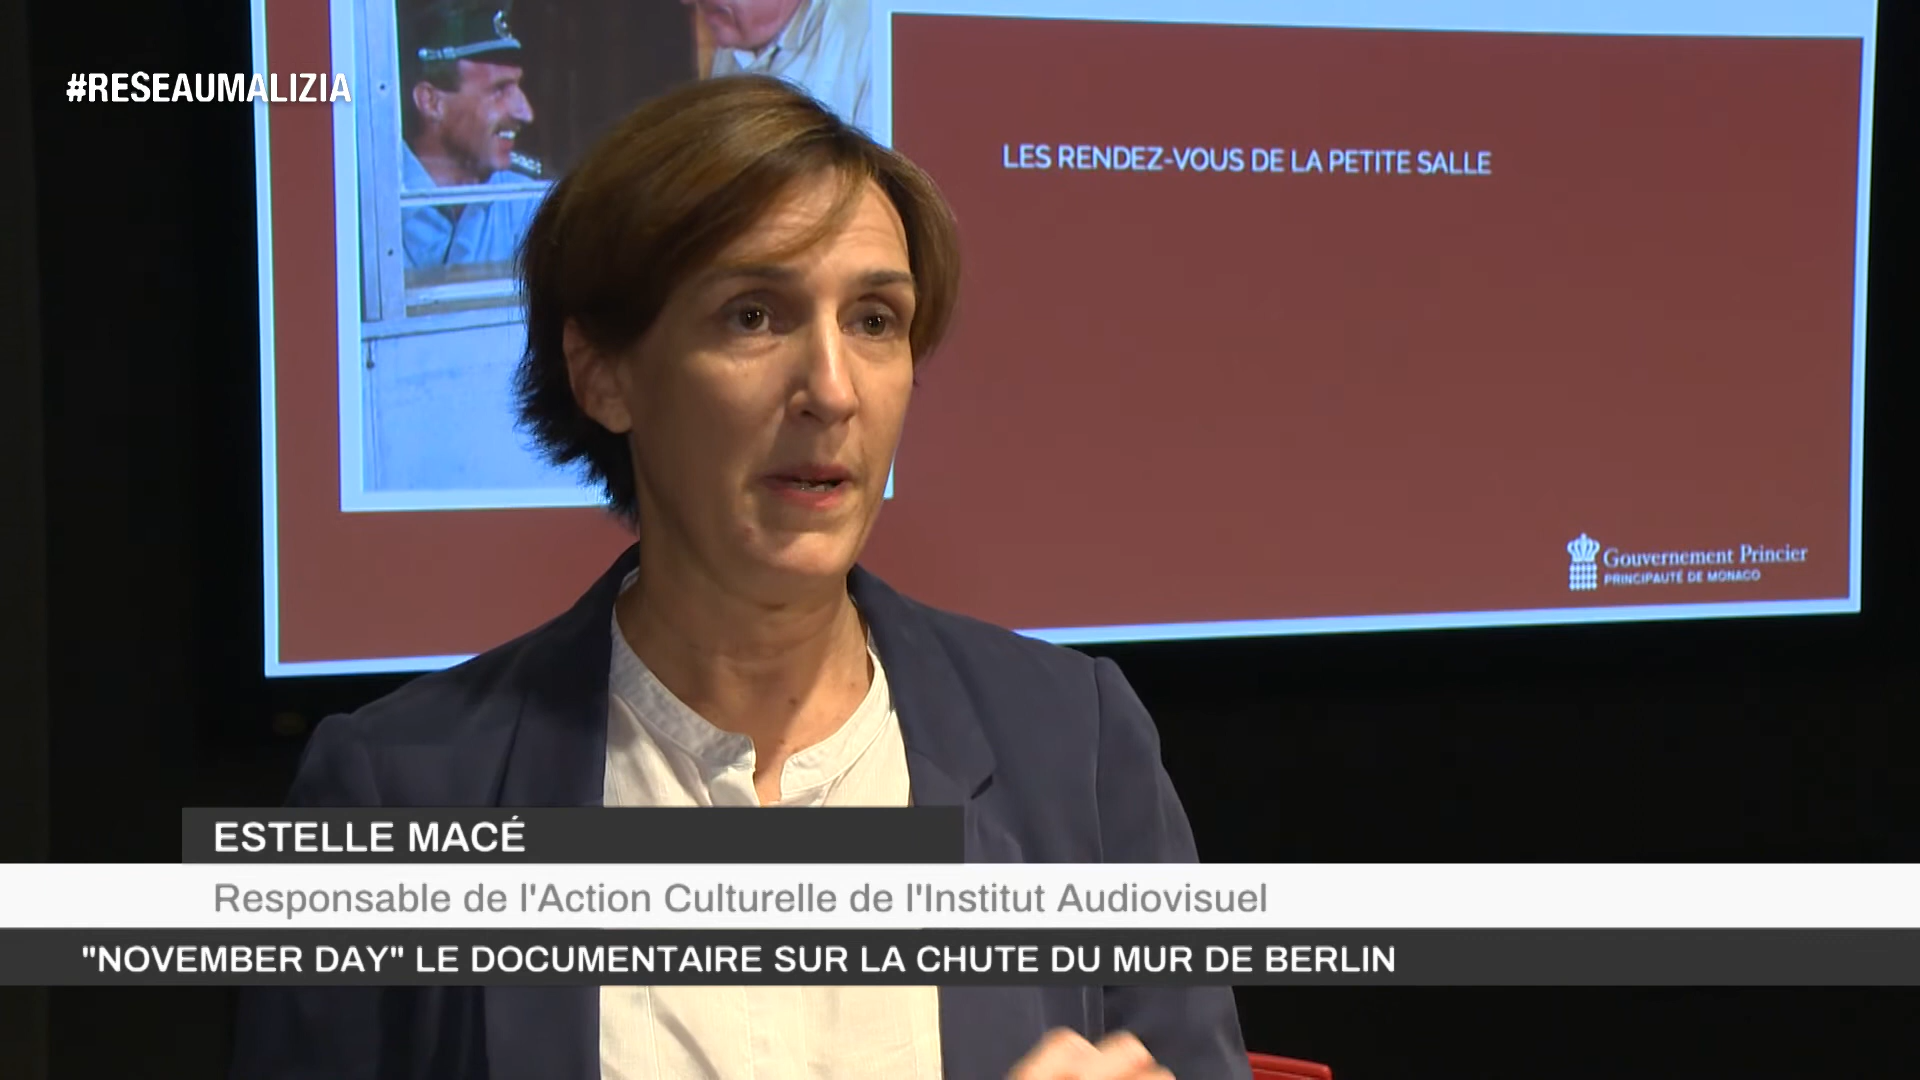 #RESEAUMALIZIA
LES RENDEZ-VOUS DE LA PETITE SALLE
Gouvernement Princier
PRINCIPAUTÉ DE MONACO
ESTELLE MACÉ
Responsable de l'Action Culturelle de l'Institut Audiovisuel
"NOVEMBER DAY" LE DOCUMENTAIRE SUR LA CHUTE DU MUR DE BERLIN